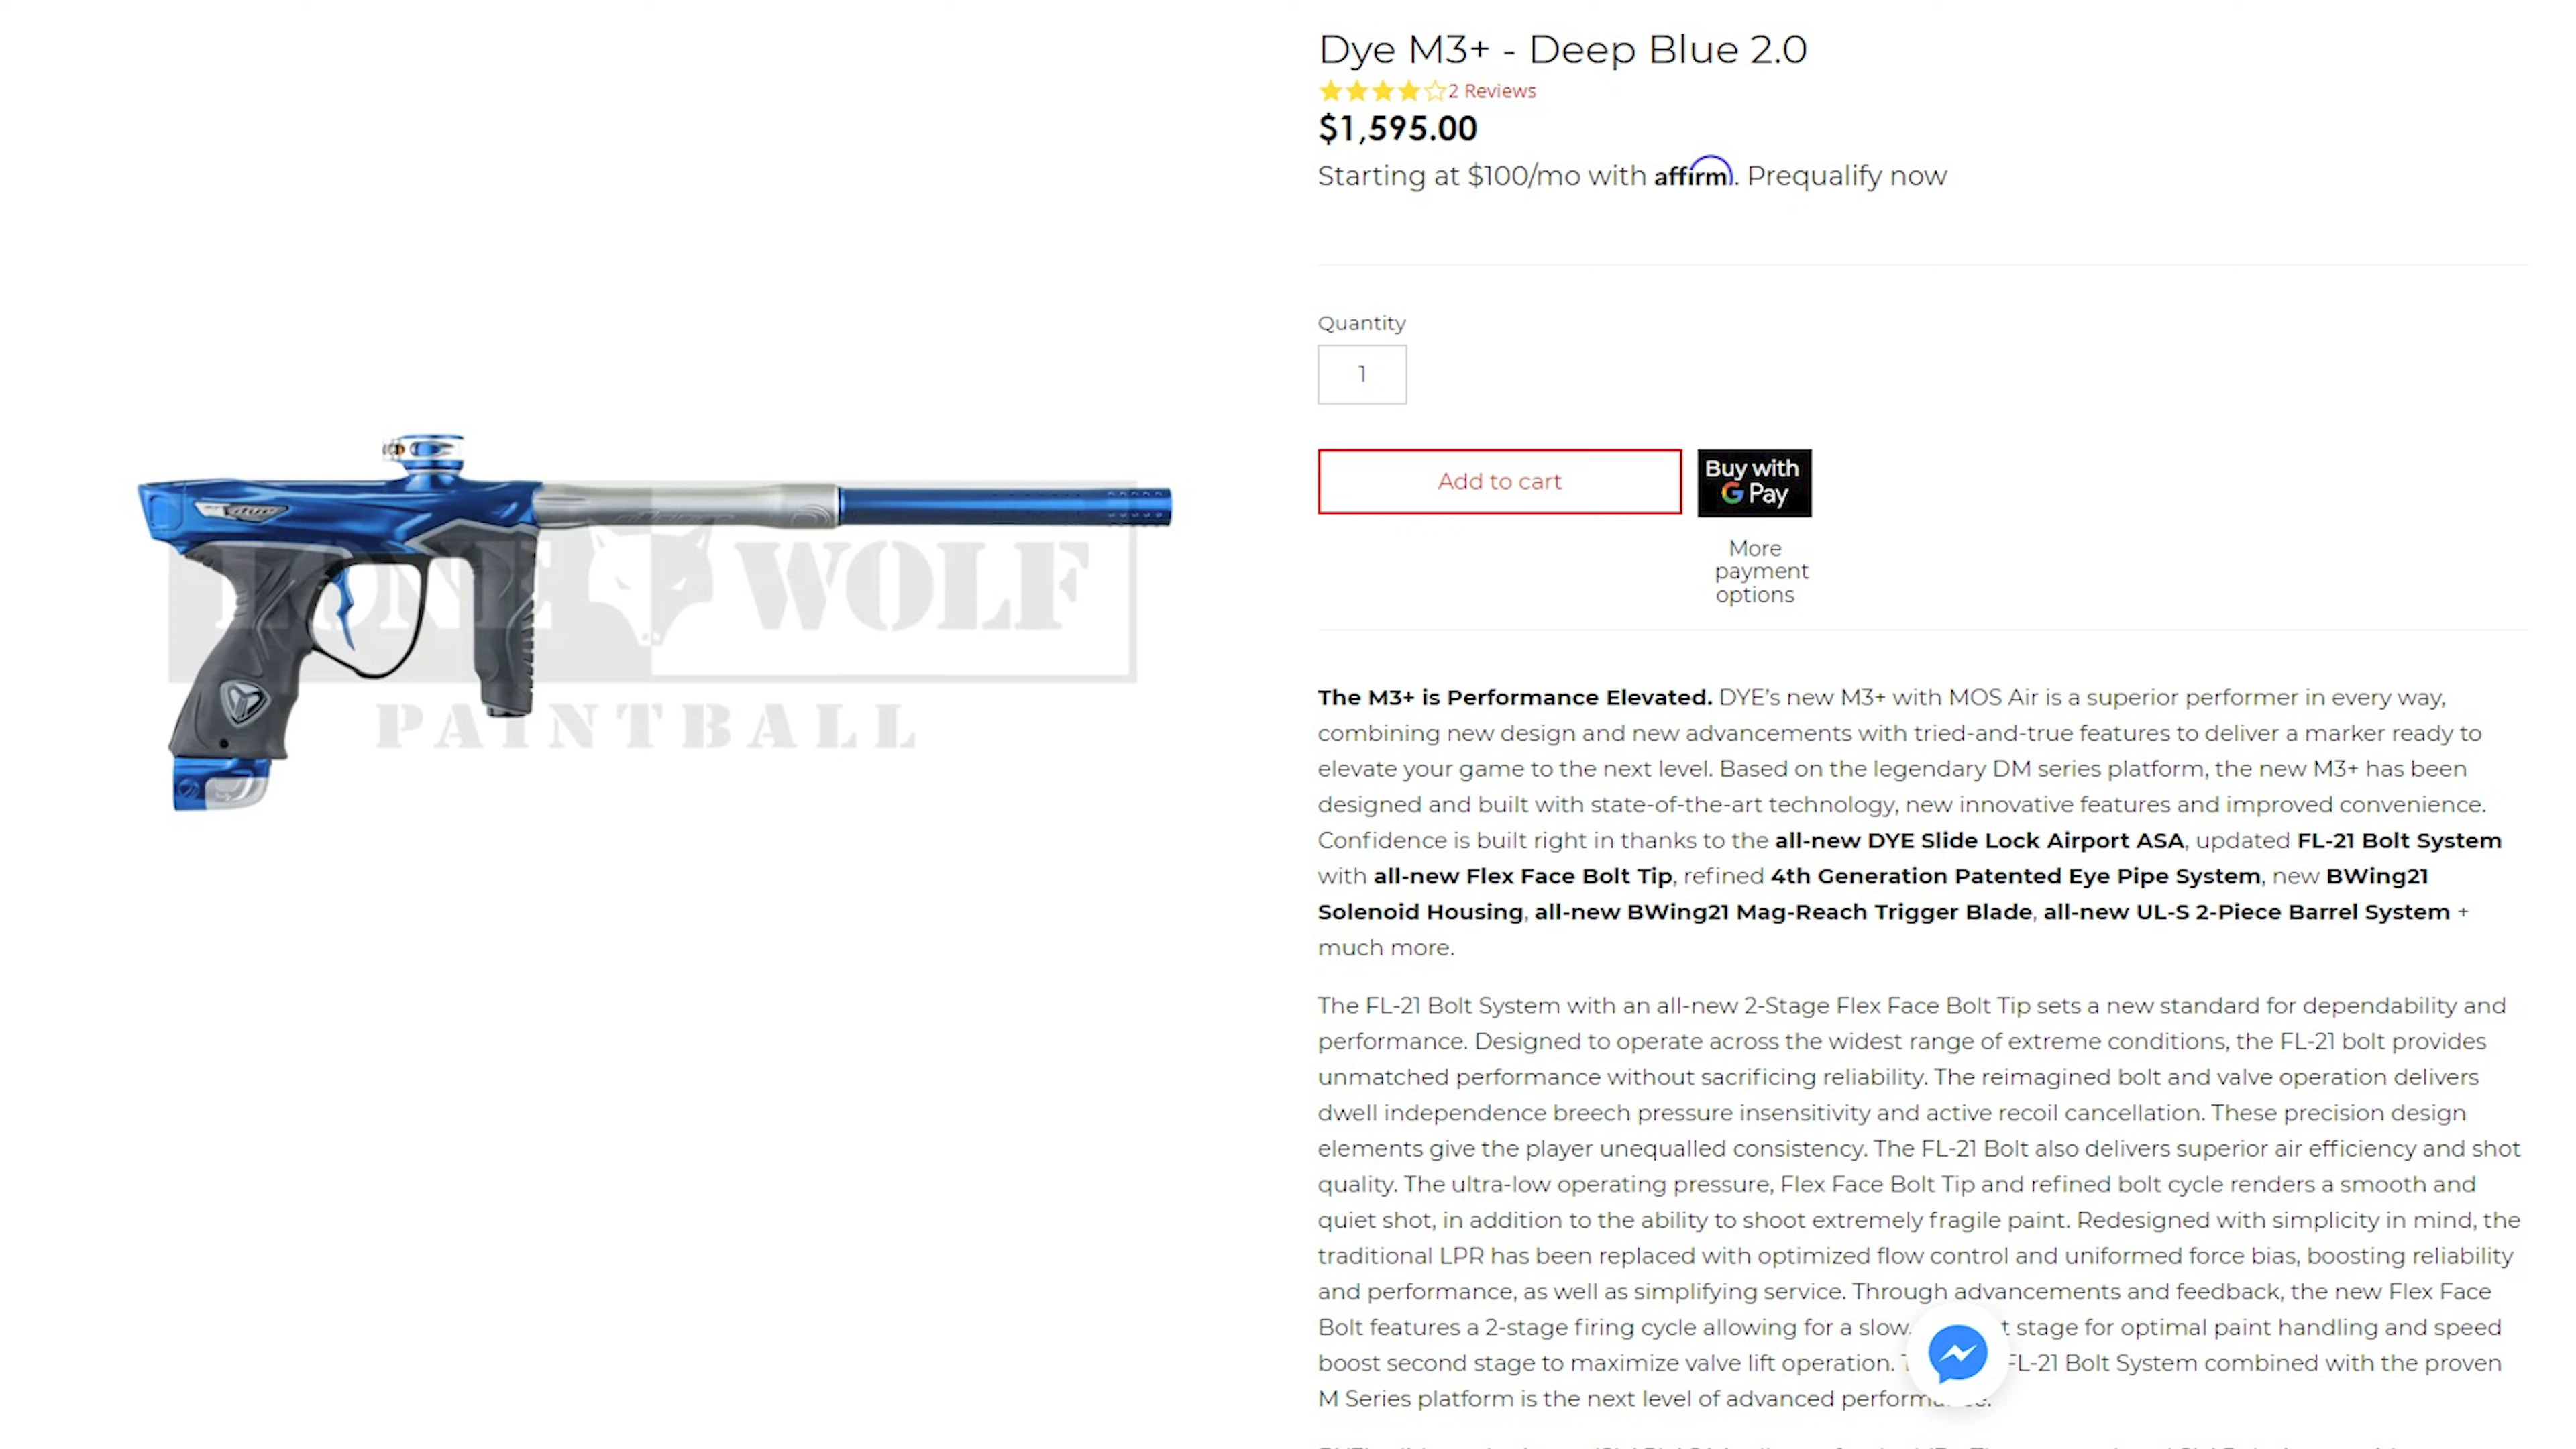 Dye M3+ - Deep Blue 2.0
2 Reviews
$1,595.00
Starting at $100/mo with affirm. Prequalify now
Quantity
1
Add to cart
Buy with
G Pay
More
payment
options
dye
LONE WOLF
PAINTBALL
The M3+ is Performance Elevated. DYE's new M3+ with MOS Air is a superior performer in every way,
combining new design and new advancements with tried-and-true features to deliver a marker ready to
elevate your game to the next level. Based on the legendary DM series platform, the new M3+ has been
designed and built with state-of-the-art technology, new innovative features and improved convenience.
Confidence is built right in thanks to the all-new DYE Slide Lock Airport ASA, updated FL-21 Bolt System
with all-new Flex Face Bolt Tip, refined 4th Generation Patented Eye Pipe System, new BWing21
Solenoid Housing, all-new BWing21 Mag-Reach Trigger Blade, all-new UL-S 2-Piece Barrel System +
much more.
The FL-21 Bolt System with an all-new 2-Stage Flex Face Bolt Tip sets a new standard for dependability and
performance. Designed to operate across the widest range of extreme conditions, the FL-21 bolt provides
unmatched performance without sacrificing reliability. The reimagined bolt and valve operation delivers
dwell independence breech pressure insensitivity and active recoil cancellation. These precision design
elements give the player unequalled consistency. The FL-21 Bolt also delivers superior air efficiency and shot
quality. The ultra-low operating pressure, Flex Face Bolt Tip and refined bolt cycle renders a smooth and
quiet shot, in addition to the ability to shoot extremely fragile paint. Redesigned with simplicity in mind, the
traditional LPR has been replaced with optimized flow control and uniformed force bias, boosting reliability
and performance, as well as simplifying service. Through advancements and feedback, the new Flex Face
Bolt features a 2-stage firing cycle allowing for a slow stage for optimal paint handling and speed
boost second stage to maximize valve lift operation. FL-21 Bolt System combined with the proven
M Series platform is the next level of advanced